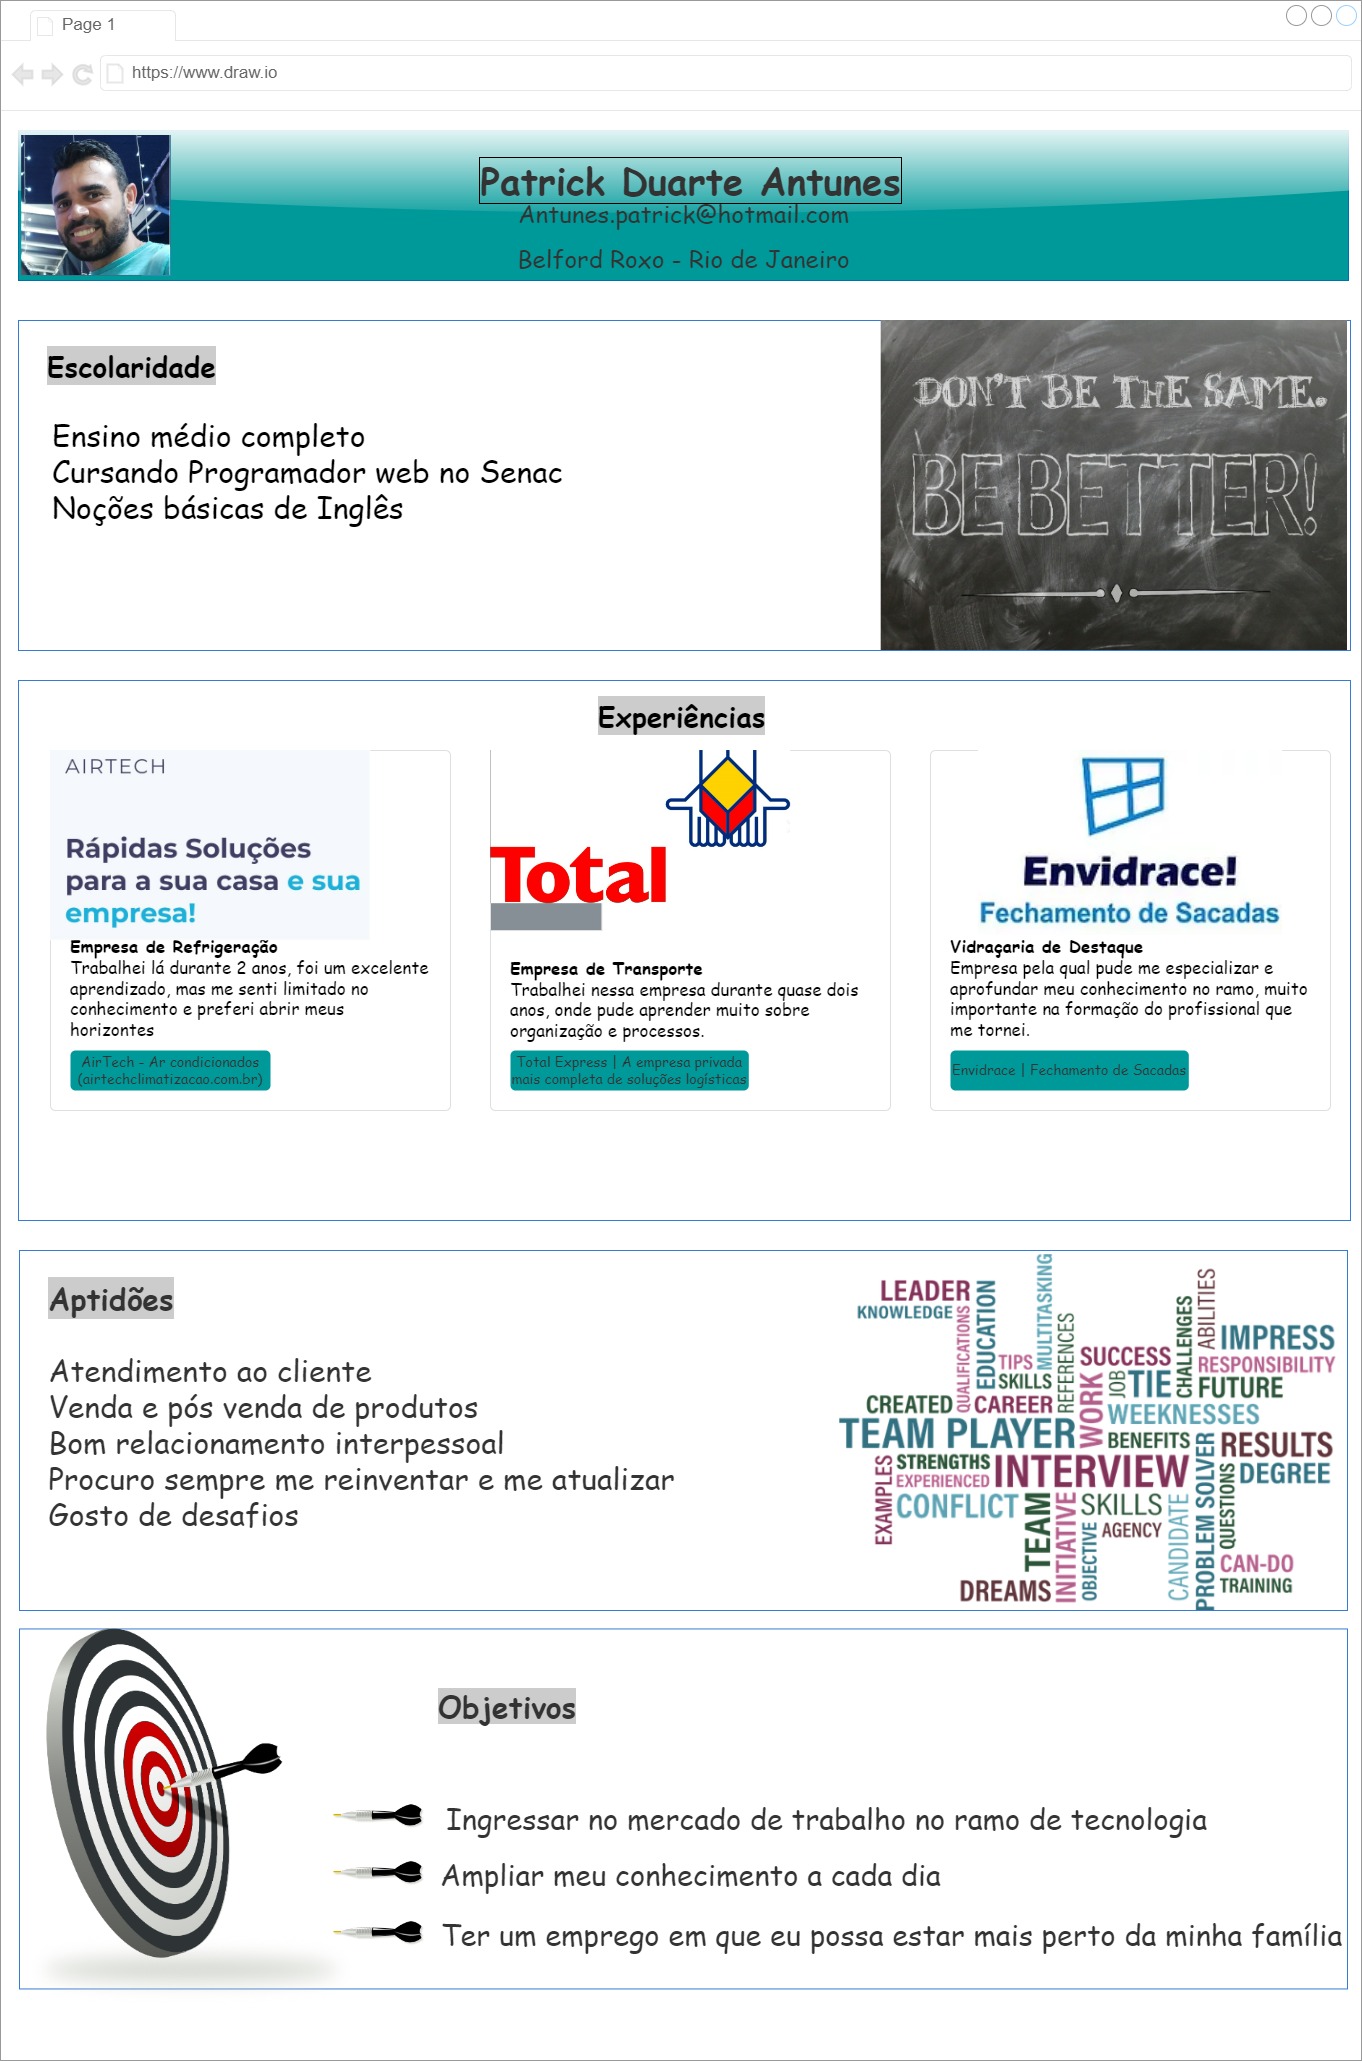 Page 1
https://www.draw.io
Patrick Duarte Antunes
Antunes.patrick@hotmail.com
Belford Roxo - Rio de Janeiro
Escolaridade
Ensino médio completo
Cursando Programador web no Senac
Noções básicas de Inglês
DON'T BE THE SAME.
BE BETTER!
Experiências
AIRTECH
Rápidas Soluções
para a sua casa e sua
empresa!
Empresa de Refrigeração
Trabalhei lá durante 2 anos, foi um excelente
aprendizado, mas me senti limitado no
conhecimento e preferi abrir meus
horizontes
AirTech - Ar condicionados
(airtechclimatizacao.com.br)
Total
Empresa de Transporte
Trabalhei nessa empresa durante quase dois
anos, onde pude aprender muito sobre
organização e processos.
Total Express | A empresa privada
mais completa de soluções logísticas
Envidrace!
Fechamento de Sacadas
Vidraçaria de Destaque
Empresa pela qual pude me especializar e
aprofundar meu conhecimento no ramo, muito
importante na formação do profissional que
me tornei.
Envidrace | Fechamento de Sacadas
Aptidões
Atendimento ao cliente
Venda e pós venda de produtos
Bom relacionamento interpessoal
Procuro sempre me reinventar e me atualizar
Gosto de desafios
LEADER
KNOWLEDGE
QUALIFICATIONS
EDUCATION
MULTITASKING
TIPS
SKILLS
REFERENCES
CREATED
CAREER
TEAM PLAYER
WORK
SUCCESS
JOB
TIE
CHALLENGES
ABILITIES
IMPRESS
RESPONSIBILITY
FUTURE
WEEKNESSES
BENEFITS
RESULTS
DEGREE
STRENGTHS
EXPERIENCED
INTERVIEW
EXAMPLES
CONFLICT
TEAM
INITIATIVE
SKILLS
OBJECTIVE
AGENCY
CANDIDATE
PROBLEM SOLVER
QUESTIONS
CAN-DO
TRAINING
DREAMS
Objetivos
Ingressar no mercado de trabalho no ramo de tecnologia
Ampliar meu conhecimento a cada dia
Ter um emprego em que eu possa estar mais perto da minha família